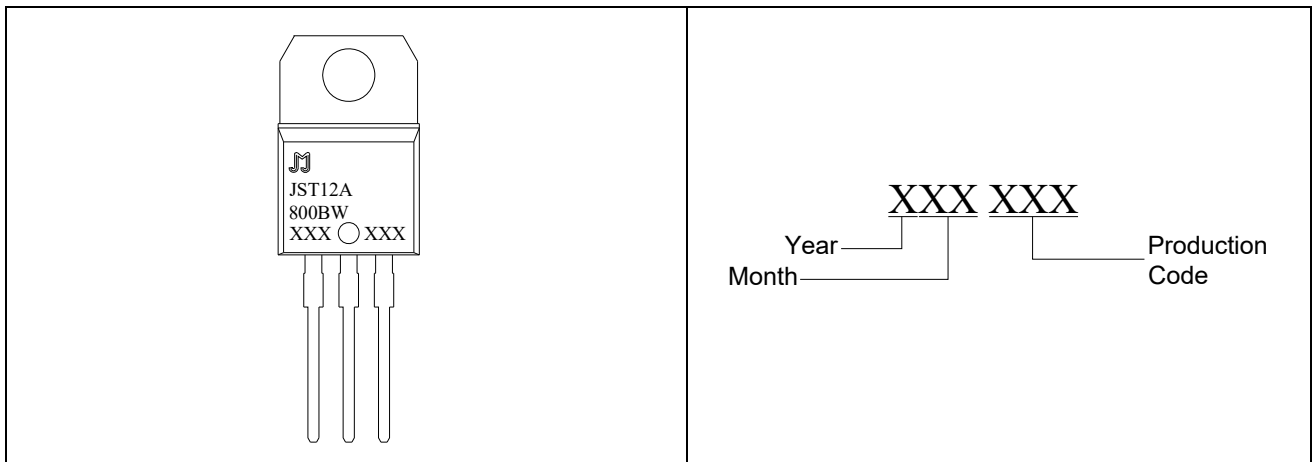 JST12A
800BW
XXX XXX
XXX XXX
Year
Month
Production
Code